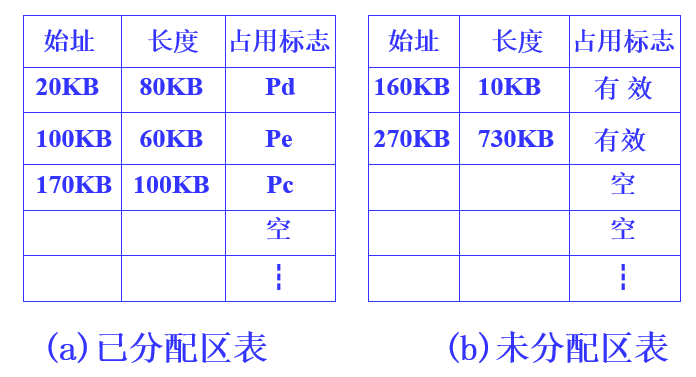 始址 长度 占用标志
20KB 80KB Pd
100KB 60KB Pe
170KB 100KB Pc
空
┇
(a)已分配区表
始址 长度 占用标志
160KB 10KB 有 效
270KB 730KB 有效
空
空
┇
(b)未分配区表